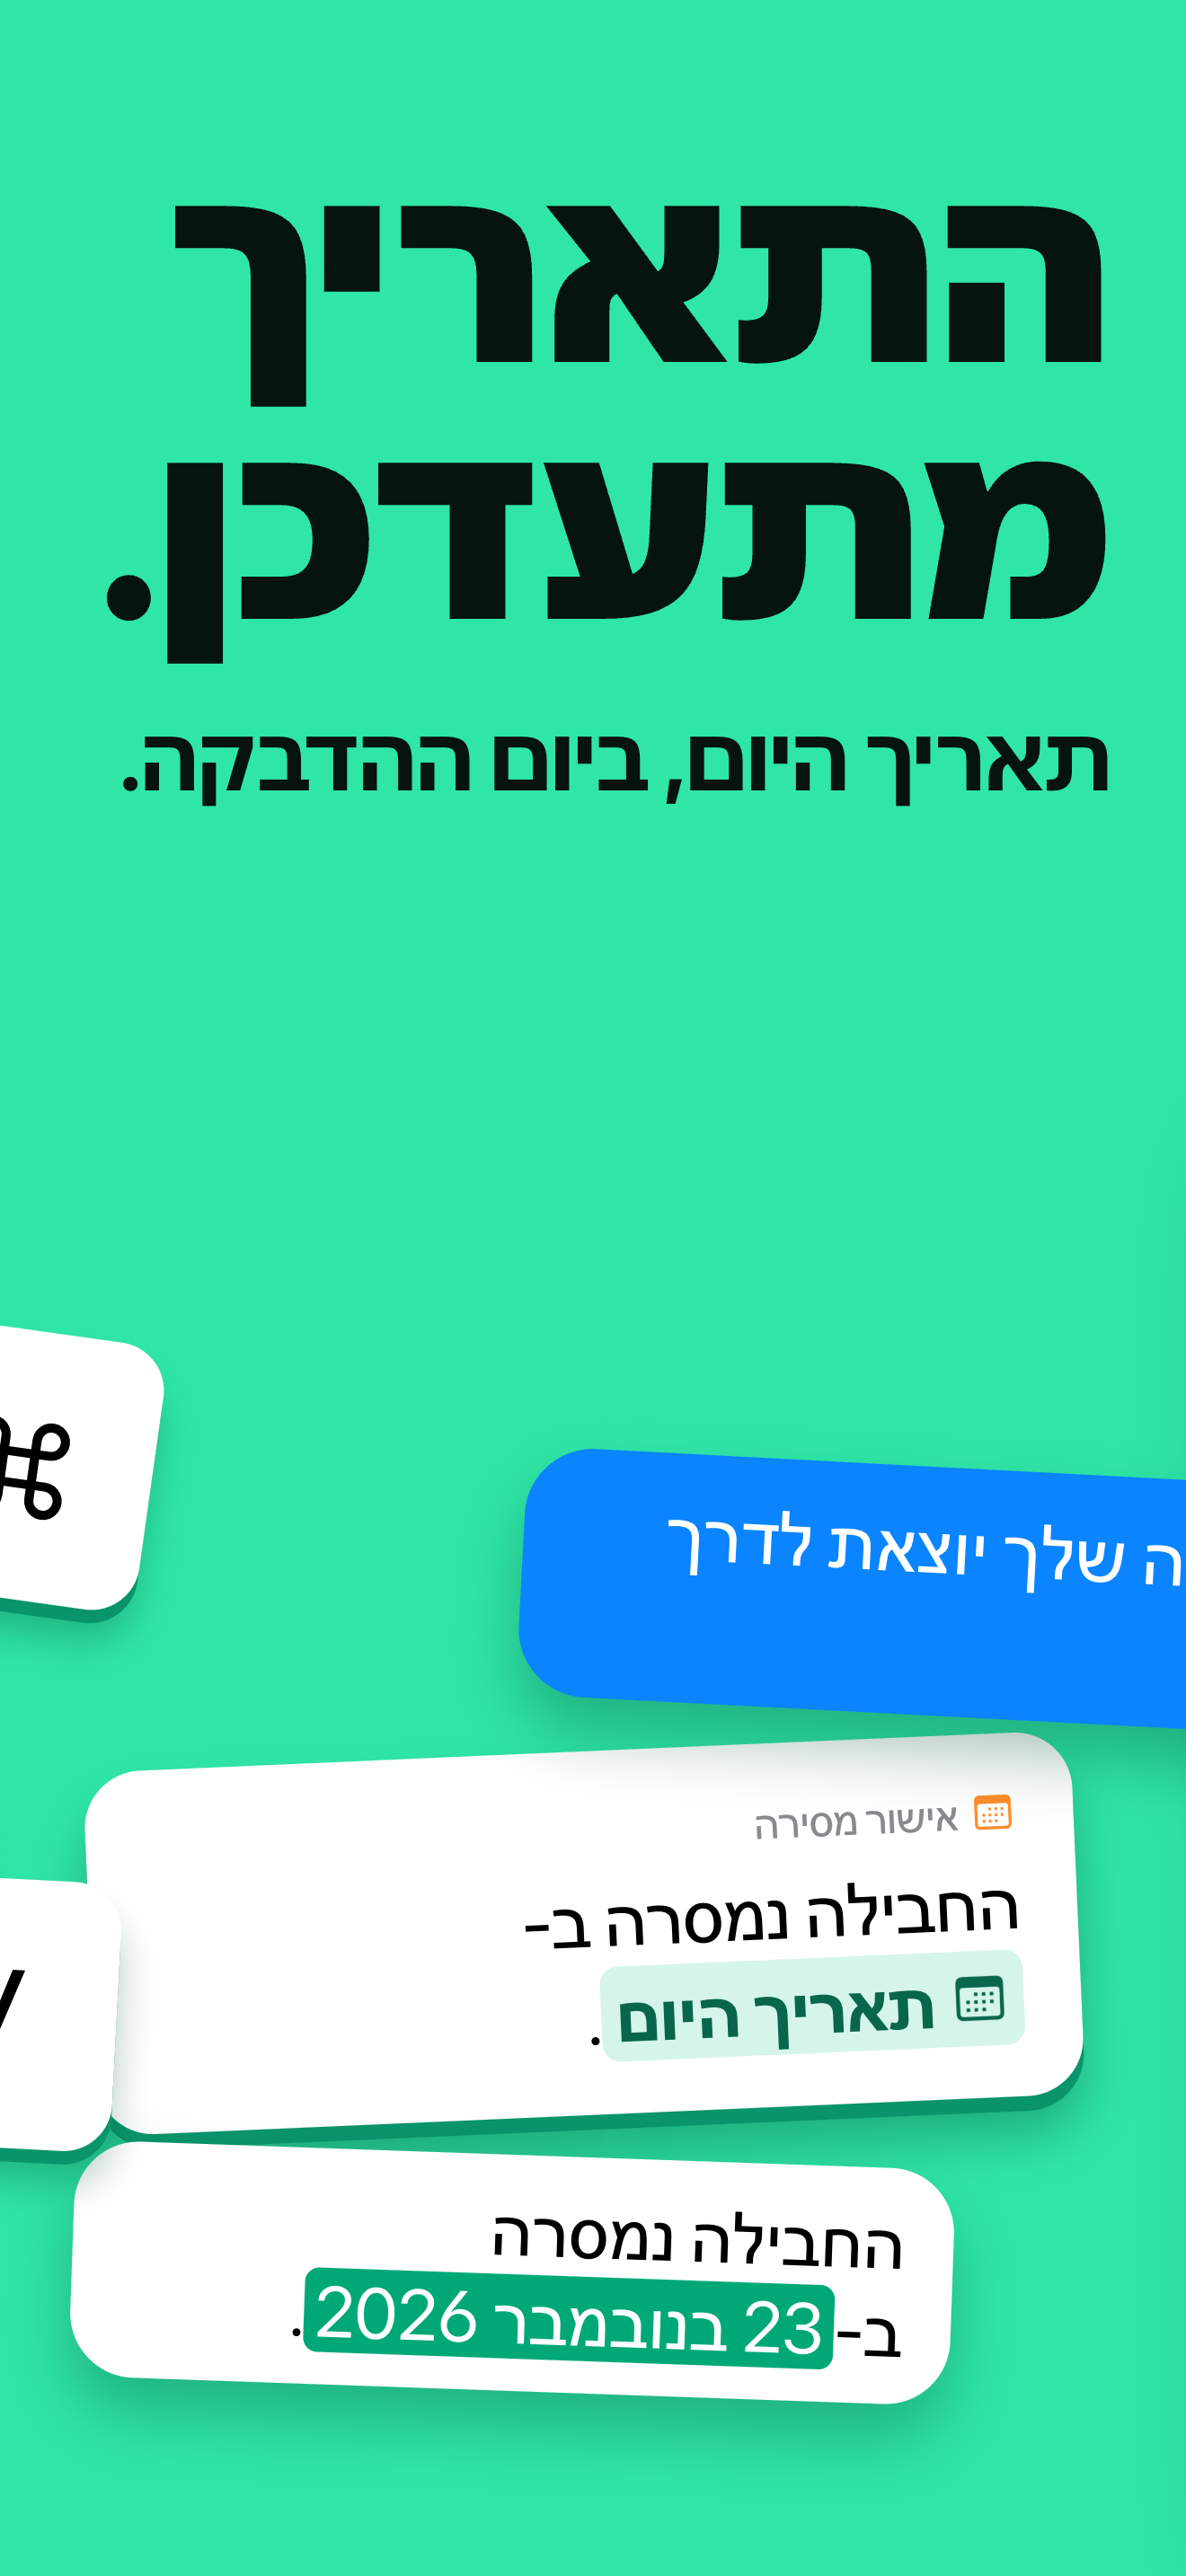 התאריך
מתעדכן.
תאריך היום, ביום ההדבקה.
⌘
שלך יוצאת לדרך
אישור מסירה
החבילה נמסרה ב-
תאריך היום.
החבילה נמסרה
ב-23 בנובמבר 2026.